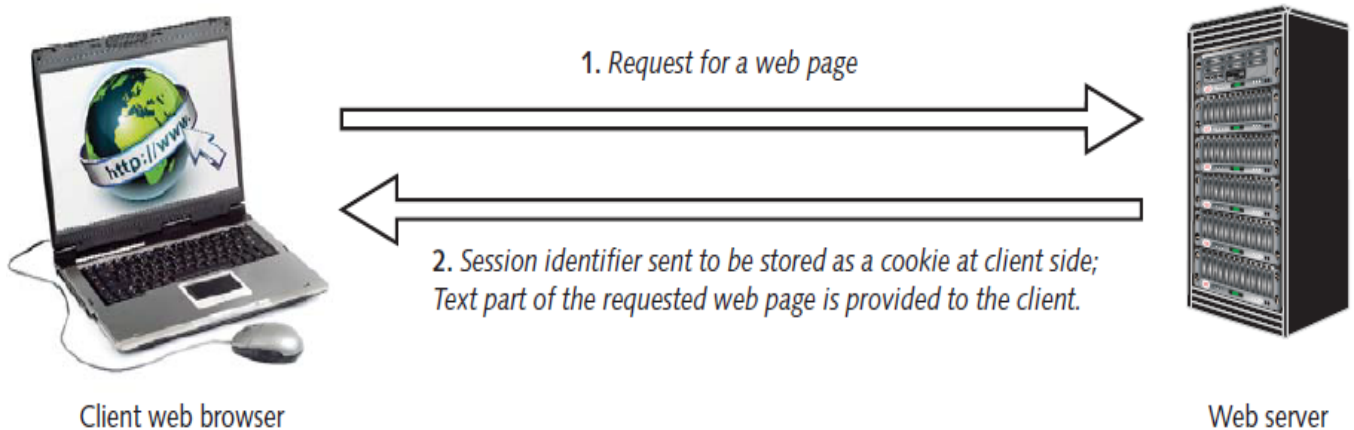 1. Request for a web page
http://www.
2. Session identifier sent to be stored as a cookie at client side;
Text part of the requested web page is provided to the client.
Client web browser
Web server